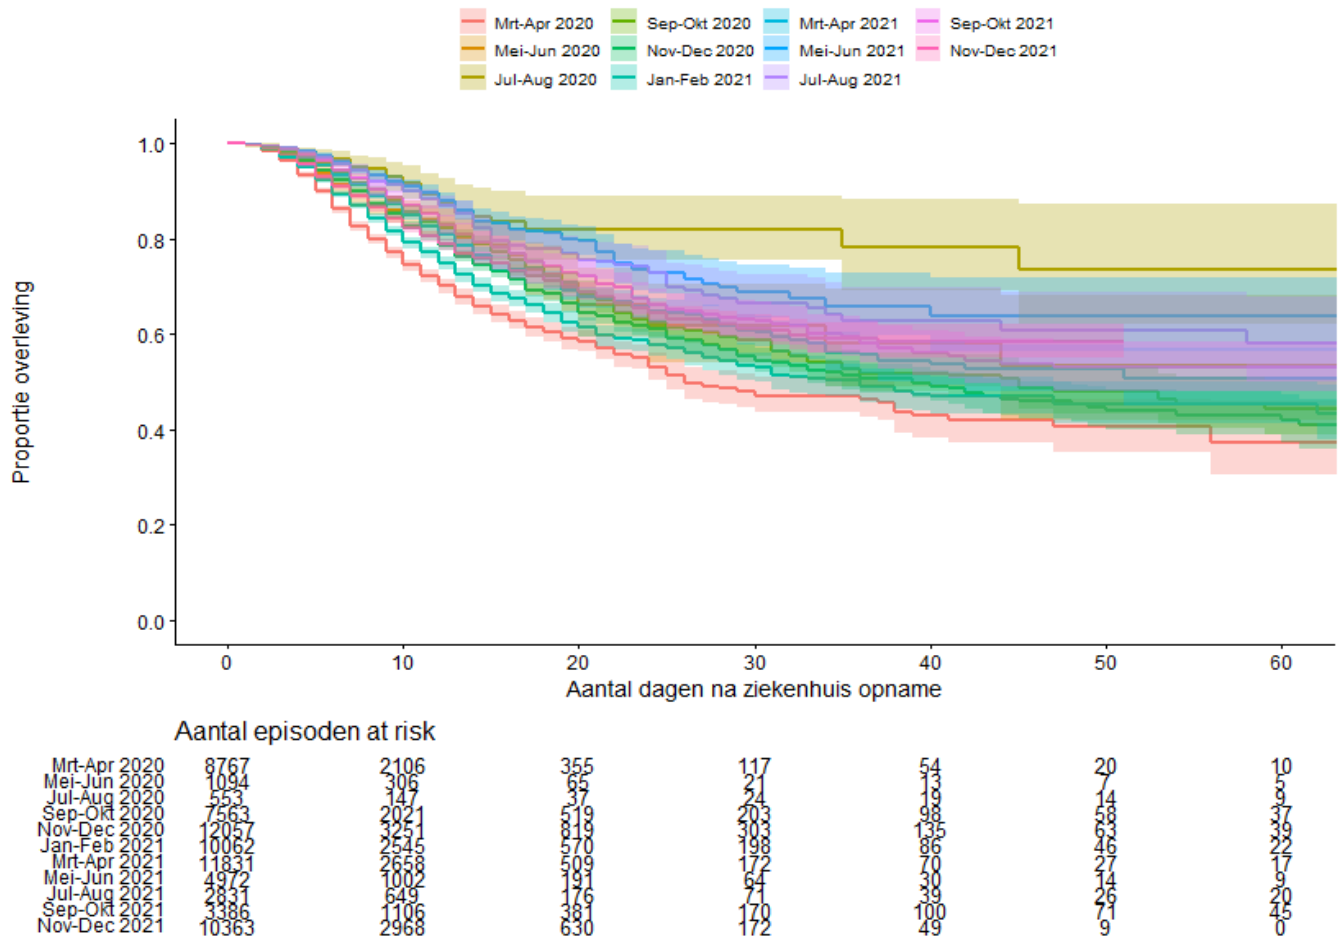 Mrt-Apr 2020 Sep-Okt 2020 Mrt-Apr 2021 Sep-Okt 2021
Mei-Jun 2020 Nov-Dec 2020 Mei-Jun 2021 Nov-Dec 2021
Jul-Aug 2020 Jan-Feb 2021 Jul-Aug 2021
Proportie overleving
1.0
0.8
0.6
0.4
0.2
0.0
0 10 20 30 40 50 60
Aantal dagen na ziekenhuis opname
Aantal episoden at risk
Mrt-Apr 2020 8767 2106 355 117 54 20 10
Mei-Jun 2020 1094 306 65 21 13 7 5
Jul-Aug 2020 553 147 37 24 19 14 9
Sep-Okt 2020 7563 2021 519 203 98 58 37
Nov-Dec 2020 12057 3251 819 303 135 63 39
Jan-Feb 2021 10062 2545 570 198 86 46 22
Mrt-Apr 2021 11831 2658 509 172 70 27 17
Mei-Jun 2021 4972 1002 191 64 30 14 9
Jul-Aug 2021 2831 649 176 71 39 26 20
Sep-Okt 2021 3386 1106 381 170 100 71 45
Nov-Dec 2021 10363 2968 630 172 49 9 0